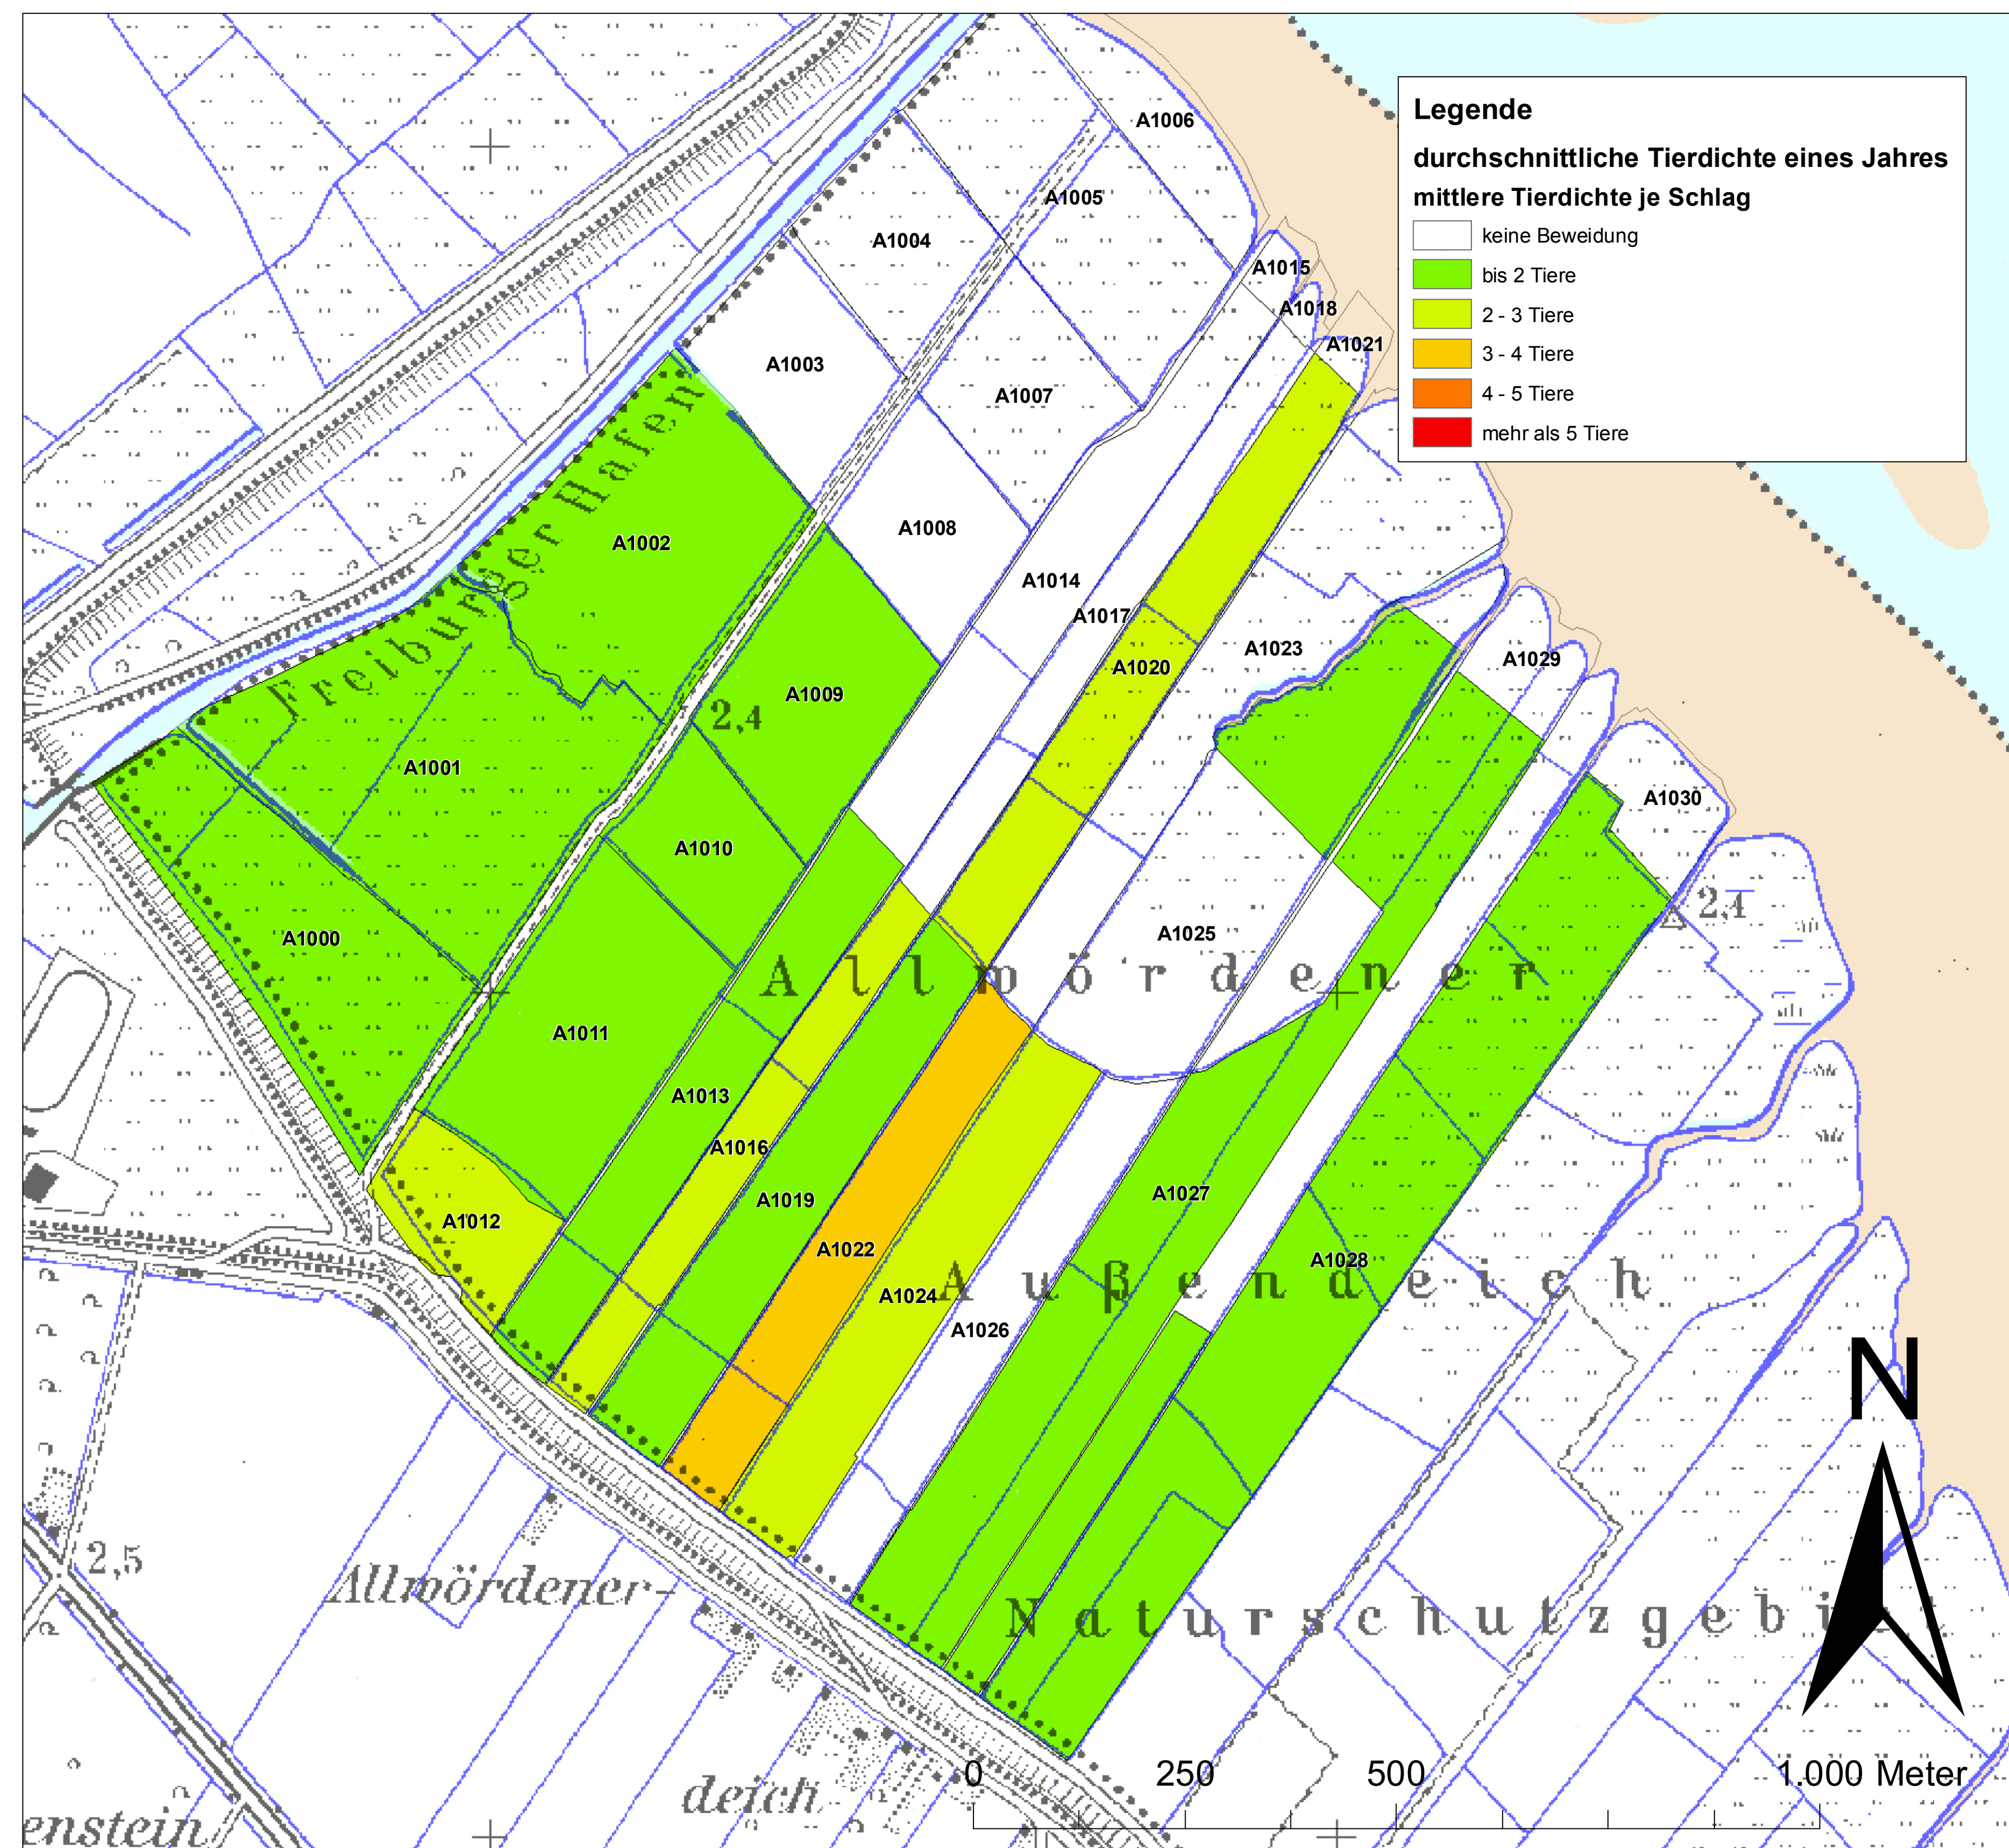 Legende
durchschnittliche Tierdichte eines Jahres
mittlere Tierdichte je Schlag
keine Beweidung
bis 2 Tiere
2 - 3 Tiere
3 - 4 Tiere
4 - 5 Tiere
mehr als 5 Tiere
A1006
A1005
A1004
A1015
A1018
A1021
A1003
A1007
Freiburger Hafen
A1002
A1008
A1014
A1017
A1023
A1029
A1020
A1009
2,4
A1001
A1030
A1010
2,4
A1025
A1000
Allmördener
A1011
A1013
A1016
A1027
A1019
A1012
A1022
A1028
Außendeich
A1024
A1026
N
2,5
Allmördener-
Naturschutzgebiet
deich
enstein
0 250 500 1.000 Meter